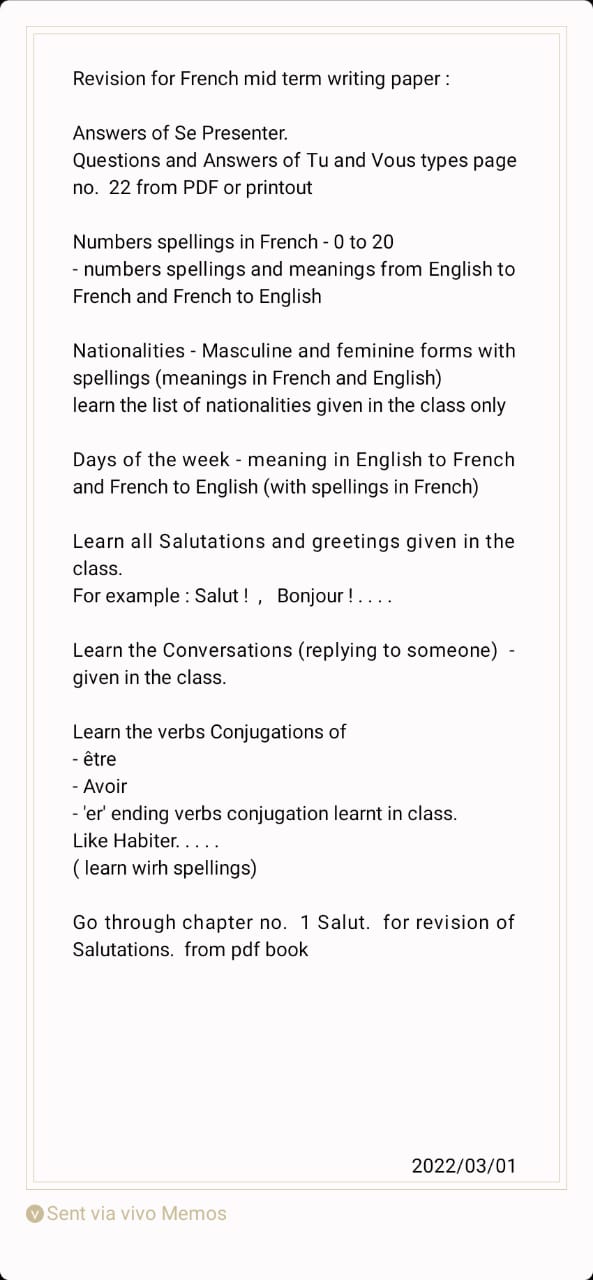 Revision for French mid term writing paper :
Answers of Se Presenter.
Questions and Answers of Tu and Vous types page
no. 22 from PDF or printout
Numbers spellings in French - 0 to 20
- numbers spellings and meanings from English to
French and French to English
Nationalities - Masculine and feminine forms with
spellings (meanings in French and English)
learn the list of nationalities given in the class only
Days of the week - meaning in English to French
and French to English (with spellings in French)
Learn all Salutations and greetings given in the
class.
For example : Salut ! , Bonjour ! . . . .
Learn the Conversations (replying to someone) -
given in the class.
Learn the verbs Conjugations of
- être
- Avoir
- 'er' ending verbs conjugation learnt in class.
Like Habiter. . . . .
( learn wirh spellings)
Go through chapter no. 1 Salut. for revision of
Salutations. from pdf book
2022/03/01
V Sent via vivo Memos